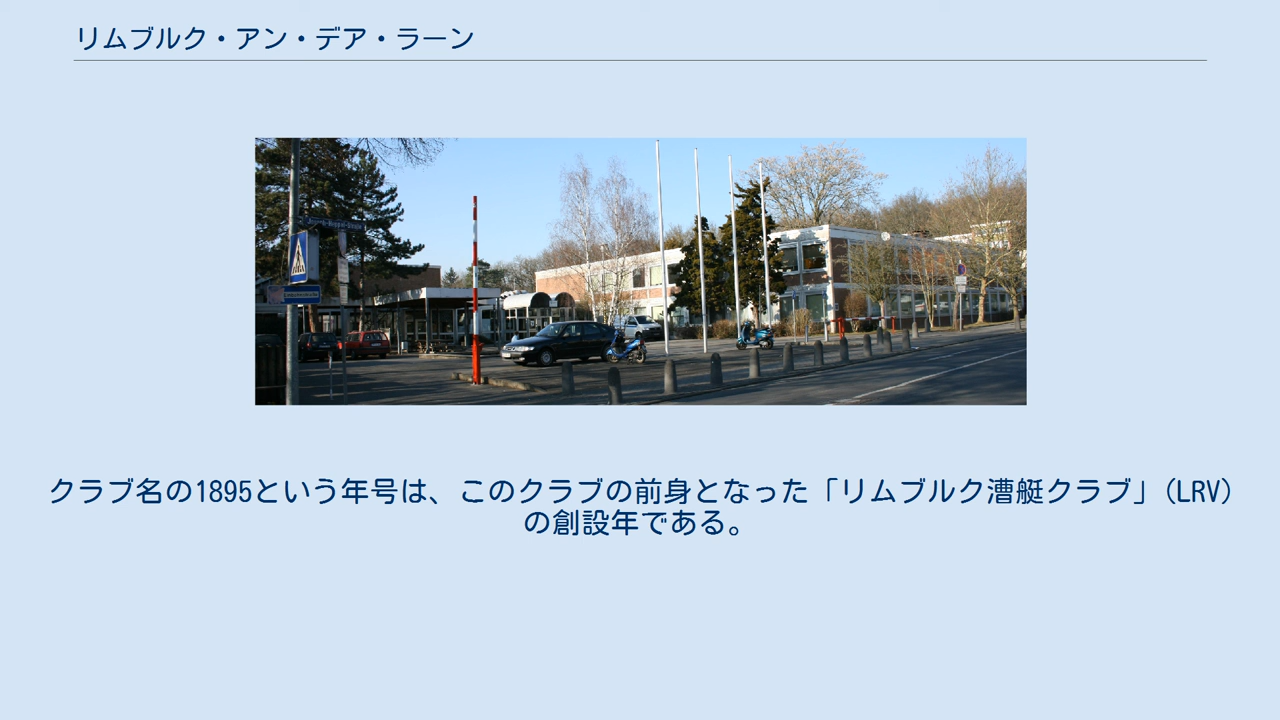 リムブルク・アン・デア・ラーン
クラブ名の1895という年号は、このクラブの前身となった「リムブルク漕艇クラブ」(LRV)
の創設年である。